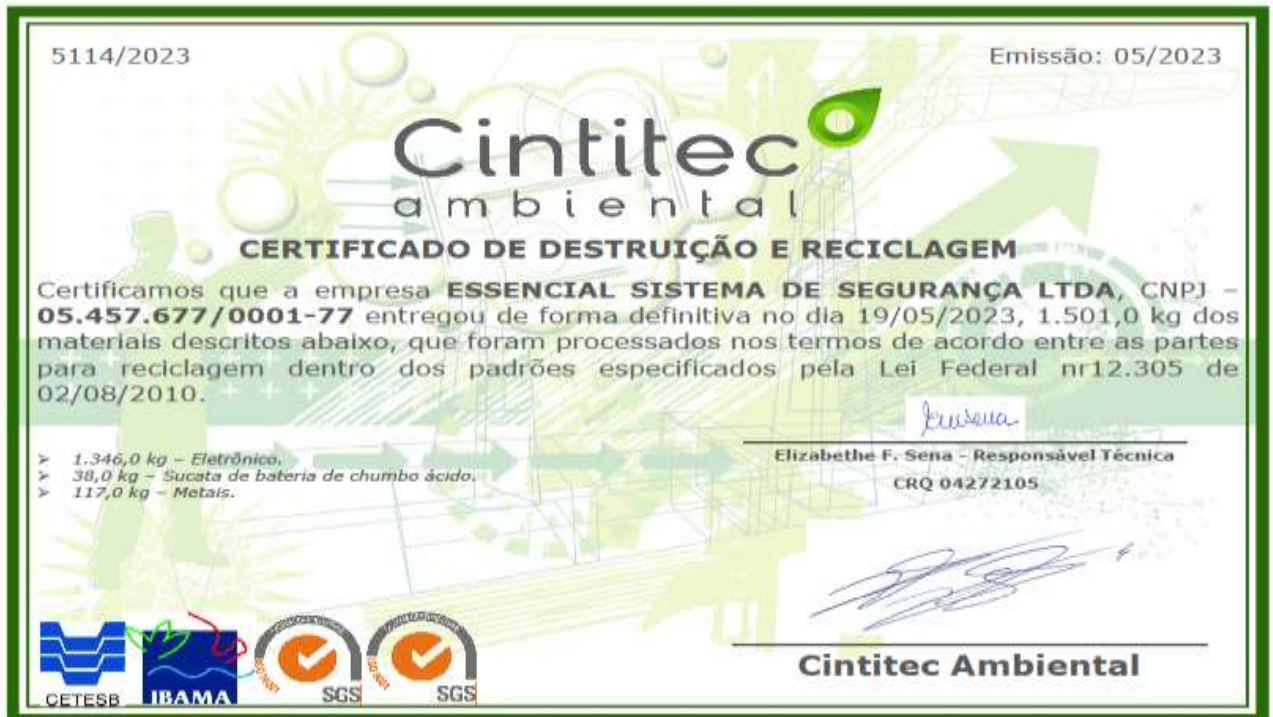 5114/2023
Emissão: 05/2023
Cintitec
ambiental
CERTIFICADO DE DESTRUIÇÃO E RECICLAGEM
Certificamos que a empresa ESSENCIAL SISTEMA DE SEGURANÇA LTDA, CNPJ –
05.457.677/0001-77 entregou de forma definitiva no dia 19/05/2023, 1.501,0 kg dos
materiais descritos abaixo, que foram processados nos termos de acordo entre as partes
para reciclagem dentro dos padrões especificados pela Lei Federal nr12.305 de
02/08/2010.
➢ 1.346,0 kg – Eletrônico.
➢ 38,0 kg – Sucata de bateria de chumbo ácido.
➢ 117,0 kg – Metais.
Elizabethe F. Sena - Responsável Técnica
CRQ 04272105
Cintitec Ambiental
CETESB
IBAMA
SGS
SGS